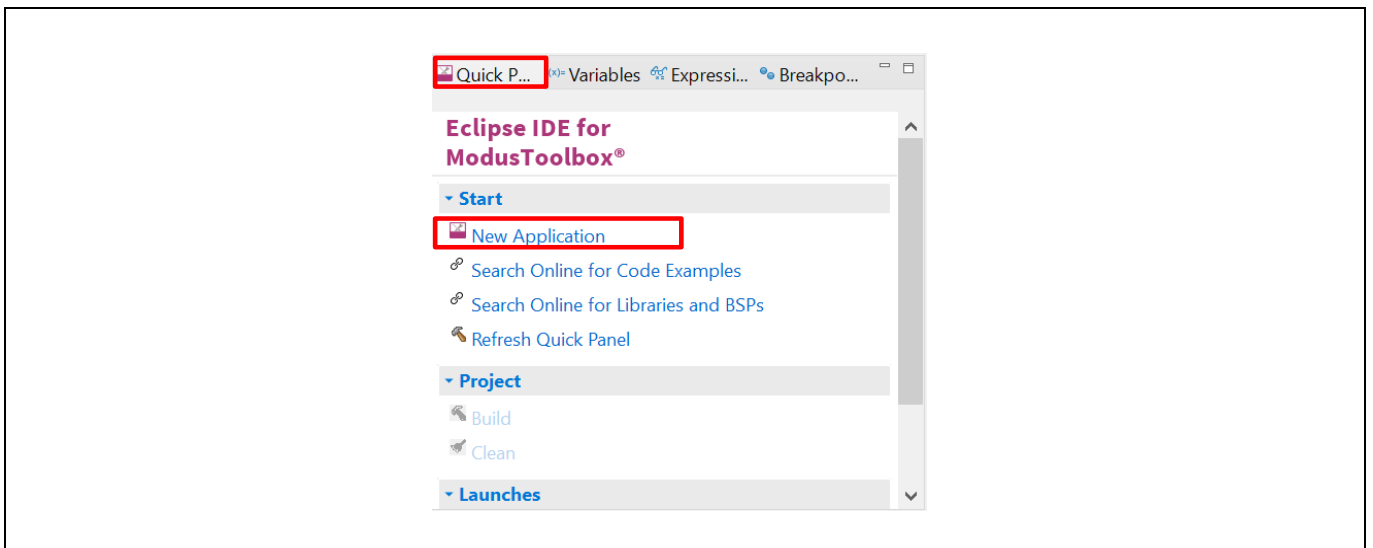 Quick P... (x)= Variables Expressi... Breakpo...
Eclipse IDE for
ModusToolbox®
Start
New Application
Search Online for Code Examples
Search Online for Libraries and BSPs
Refresh Quick Panel
Project
Build
Clean
Launches